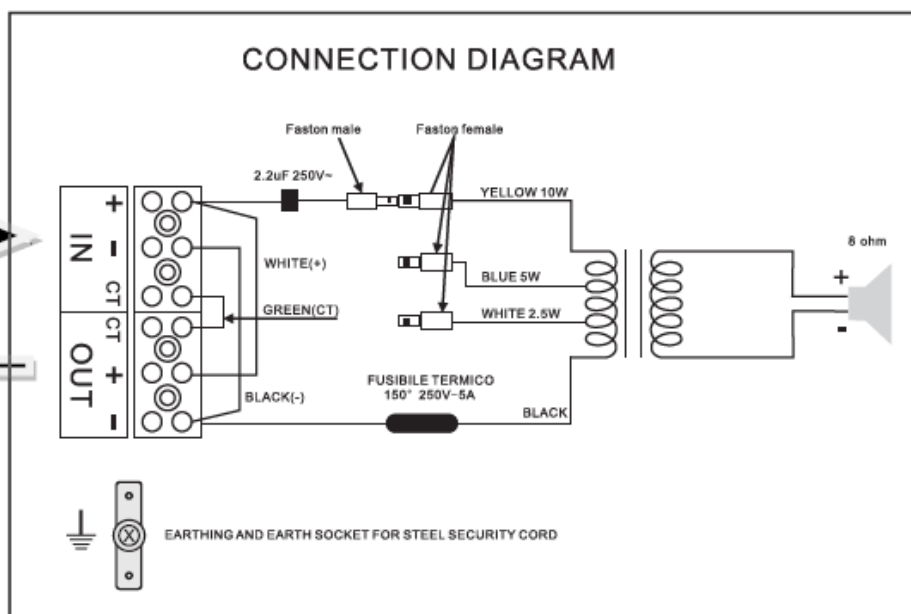 CONNECTION DIAGRAM
Faston male
Faston female
2.2uF 250V~
YELLOW 10W
IN
+
-
CT
WHITE(+)
BLUE 5W
8 ohm
+
-
GREEN(CT)
WHITE 2.5W
OUT
CT
+
-
BLACK(-)
FUSIBILE TERMICO
150° 250V~5A
BLACK
EARTHING AND EARTH SOCKET FOR STEEL SECURITY CORD